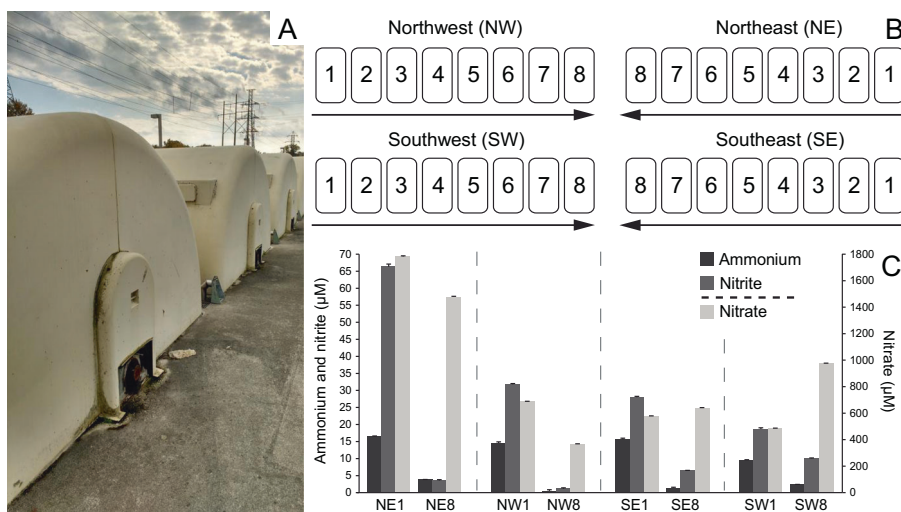 A
B
Northwest (NW)
Northeast (NE)
1 2 3 4 5 6 7 8
8 7 6 5 4 3 2 1
Southwest (SW)
Southeast (SE)
1 2 3 4 5 6 7 8
8 7 6 5 4 3 2 1
C
Ammonium
Nitrite
Nitrate
Ammonium and nitrite (µM)
70
65
60
55
50
45
40
35
30
25
20
15
10
5
0
Nitrate (µM)
1800
1600
1400
1200
1000
800
600
400
200
0
NE1 NE8 NW1 NW8 SE1 SE8 SW1 SW8